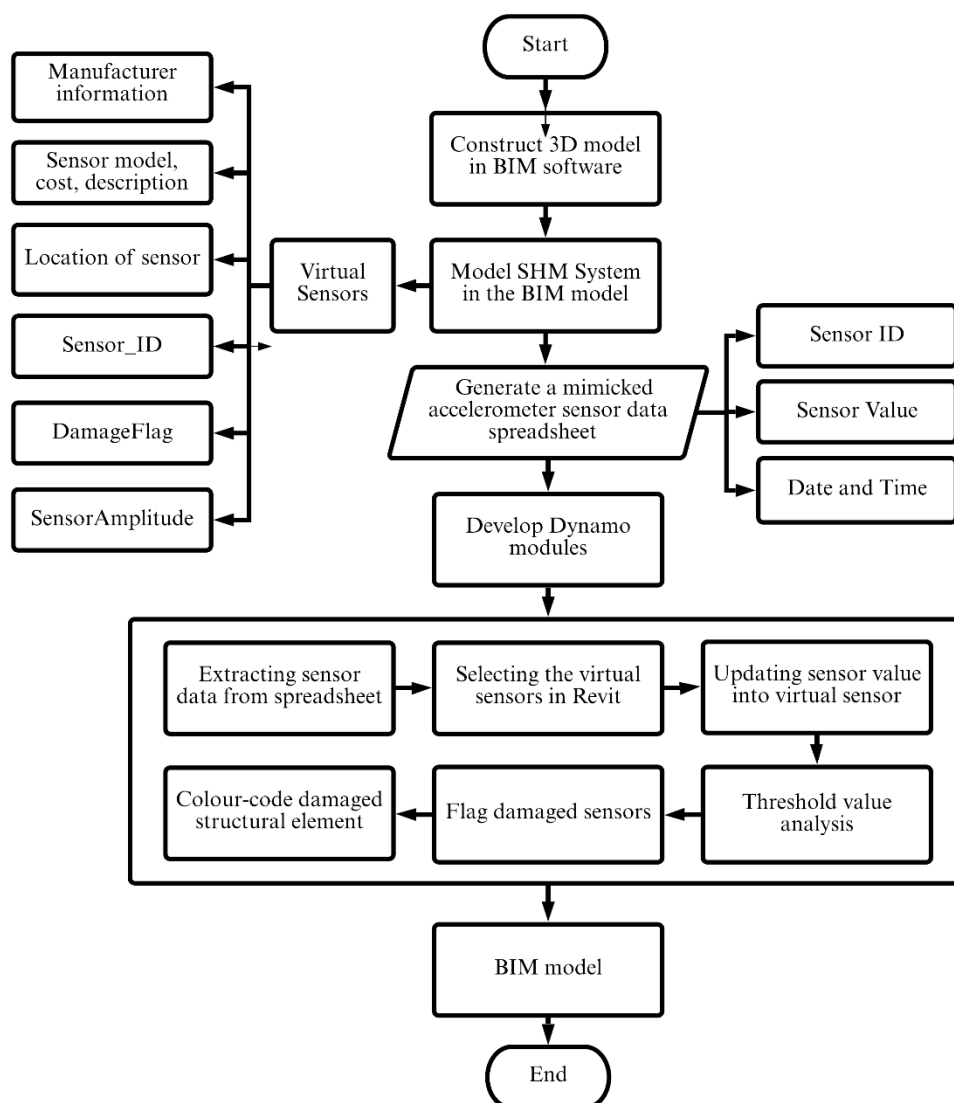 Start
Manufacturer
information
Construct 3D model
in BIM software
Sensor model,
cost, description
Location of sensor
Virtual
Sensors
Model SHM System
in the BIM model
Sensor_ID
Sensor ID
Generate a mimicked
accelerometer sensor data
spreadsheet
Sensor Value
DamageFlag
Date and Time
SensorAmplitude
Develop Dynamo
modules
Extracting sensor
data from spreadsheet
Selecting the virtual
sensors in Revit
Updating sensor value
into virtual sensor
Colour-code damaged
structural element
Flag damaged sensors
Threshold value
analysis
BIM model
End